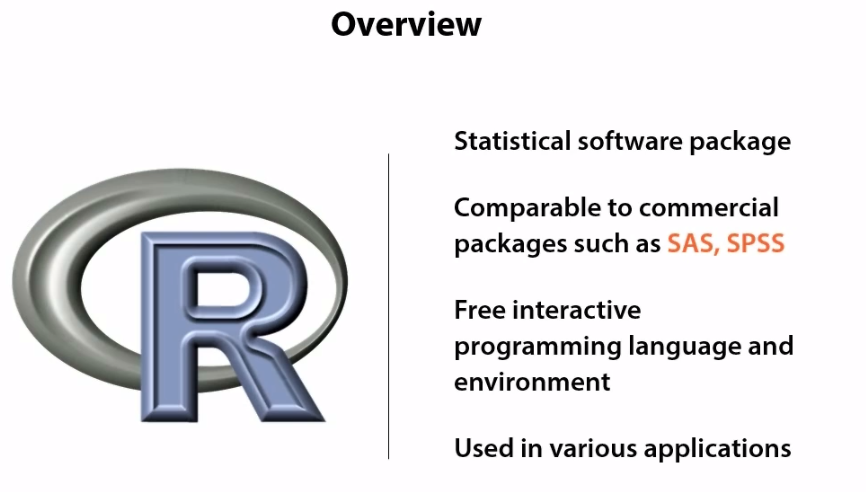 Overview
R
Statistical software package
Comparable to commercial
packages such as SAS, SPSS
Free interactive
programming language and
environment
Used in various applications